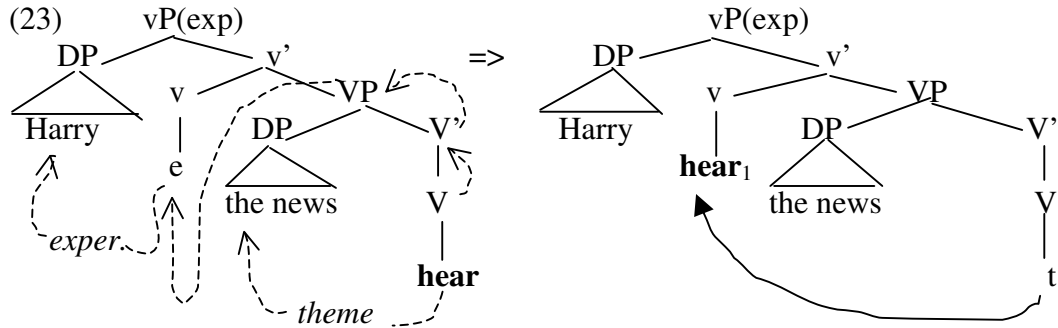 (23) vP(exp) vP(exp)
DP v' => DP v'
v VP v VP
Harry DP V' Harry DP V'
e hear₁
the news V the news V
exper.
hear t
theme